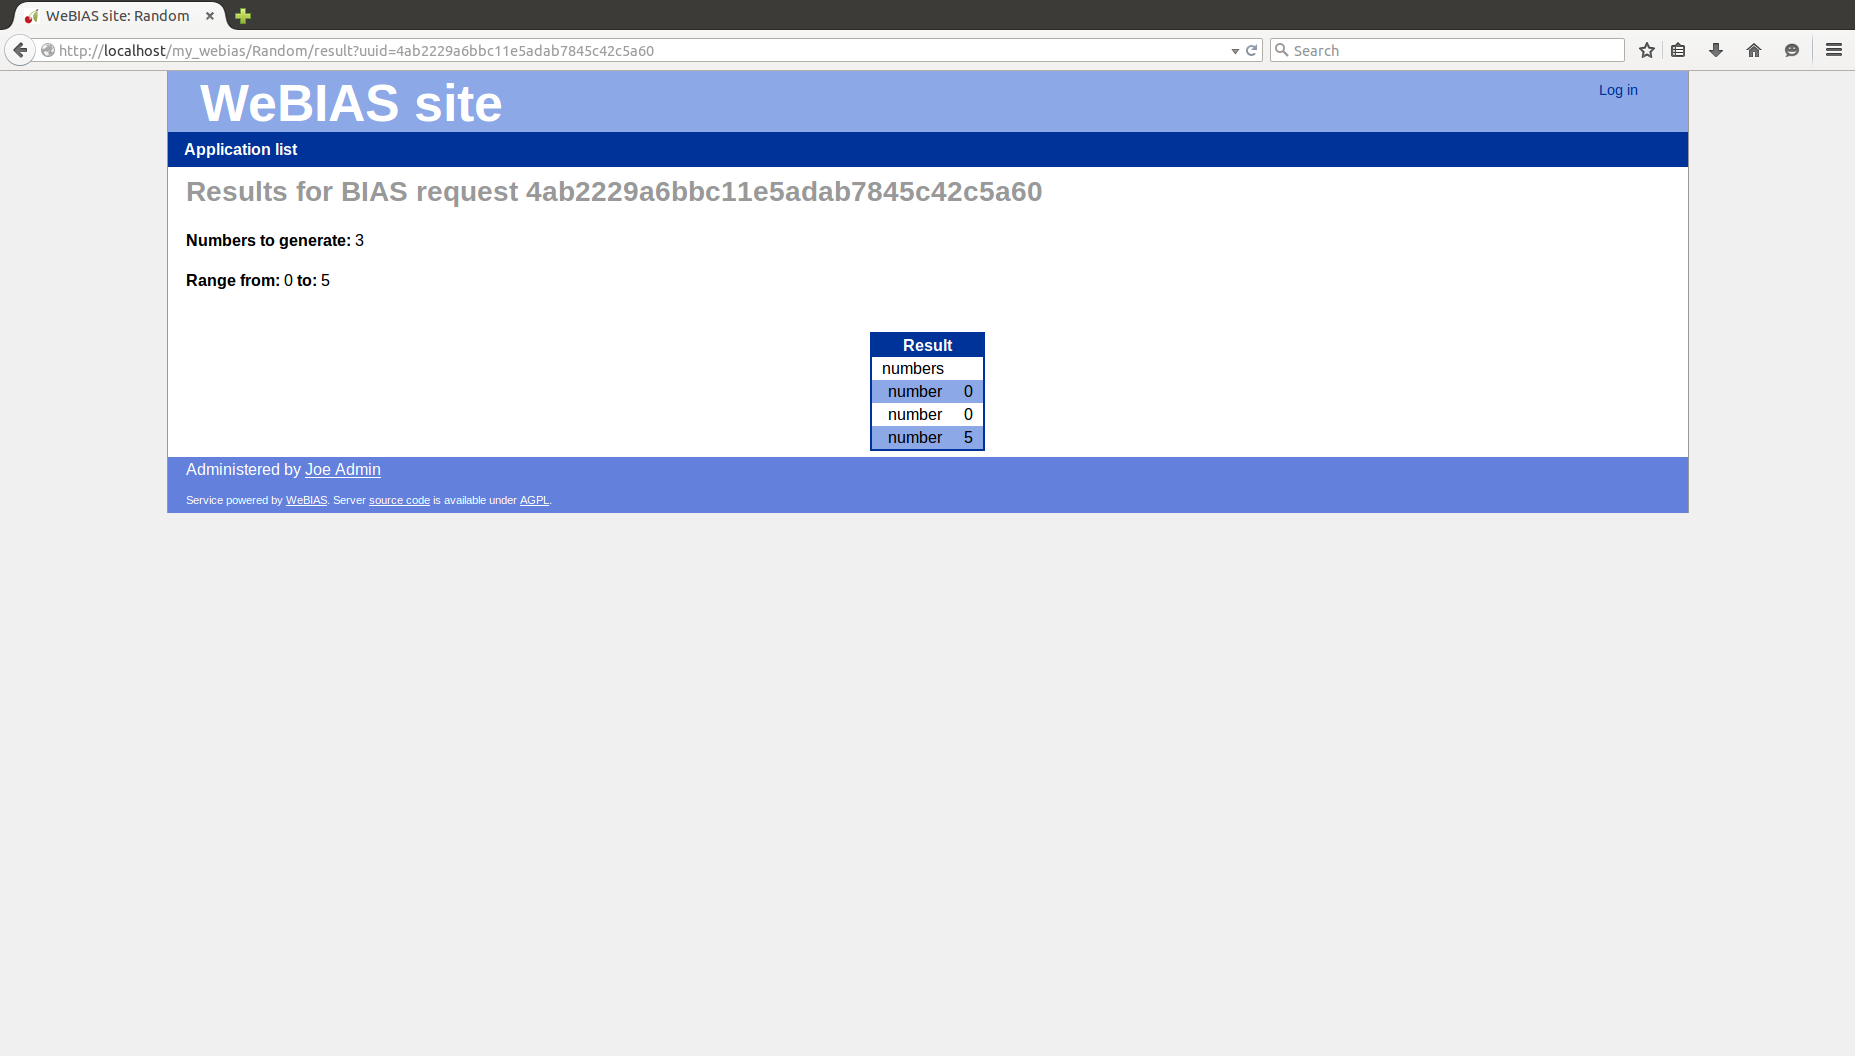 WeBIAS site: Random
http://localhost/my_webias/Random/result?uuid=4ab2229a6bbc11e5adab7845c42c5a60
Search
WeBIAS site
Log in
Application list
Results for BIAS request 4ab2229a6bbc11e5adab7845c42c5a60
Numbers to generate: 3
Range from: 0 to: 5
Result
numbers
number 0
number 0
number 5
Administered by Joe Admin
Service powered by WeBIAS. Server source code is available under AGPL.